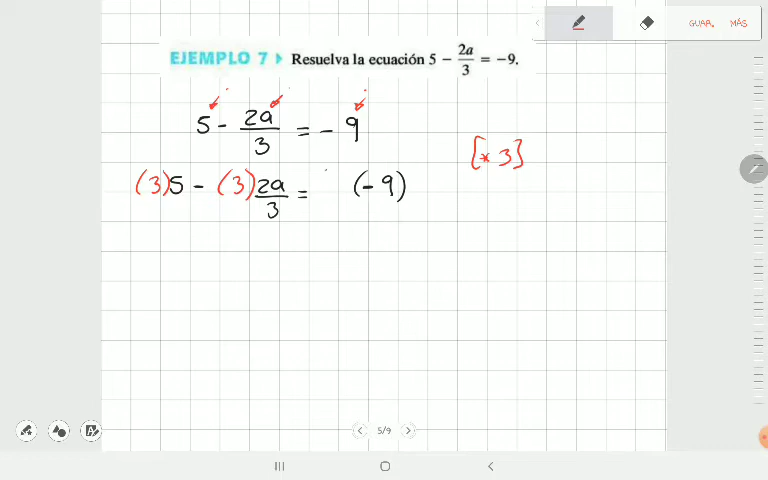 GUAR. MÁS
EJEMPLO 7 Resuelva la ecuación 5 − 2a/3 = −9.
5 − 2a/3 = − 9
[* 3]
(3)5 − (3)2a/3 = (− 9)
5/9